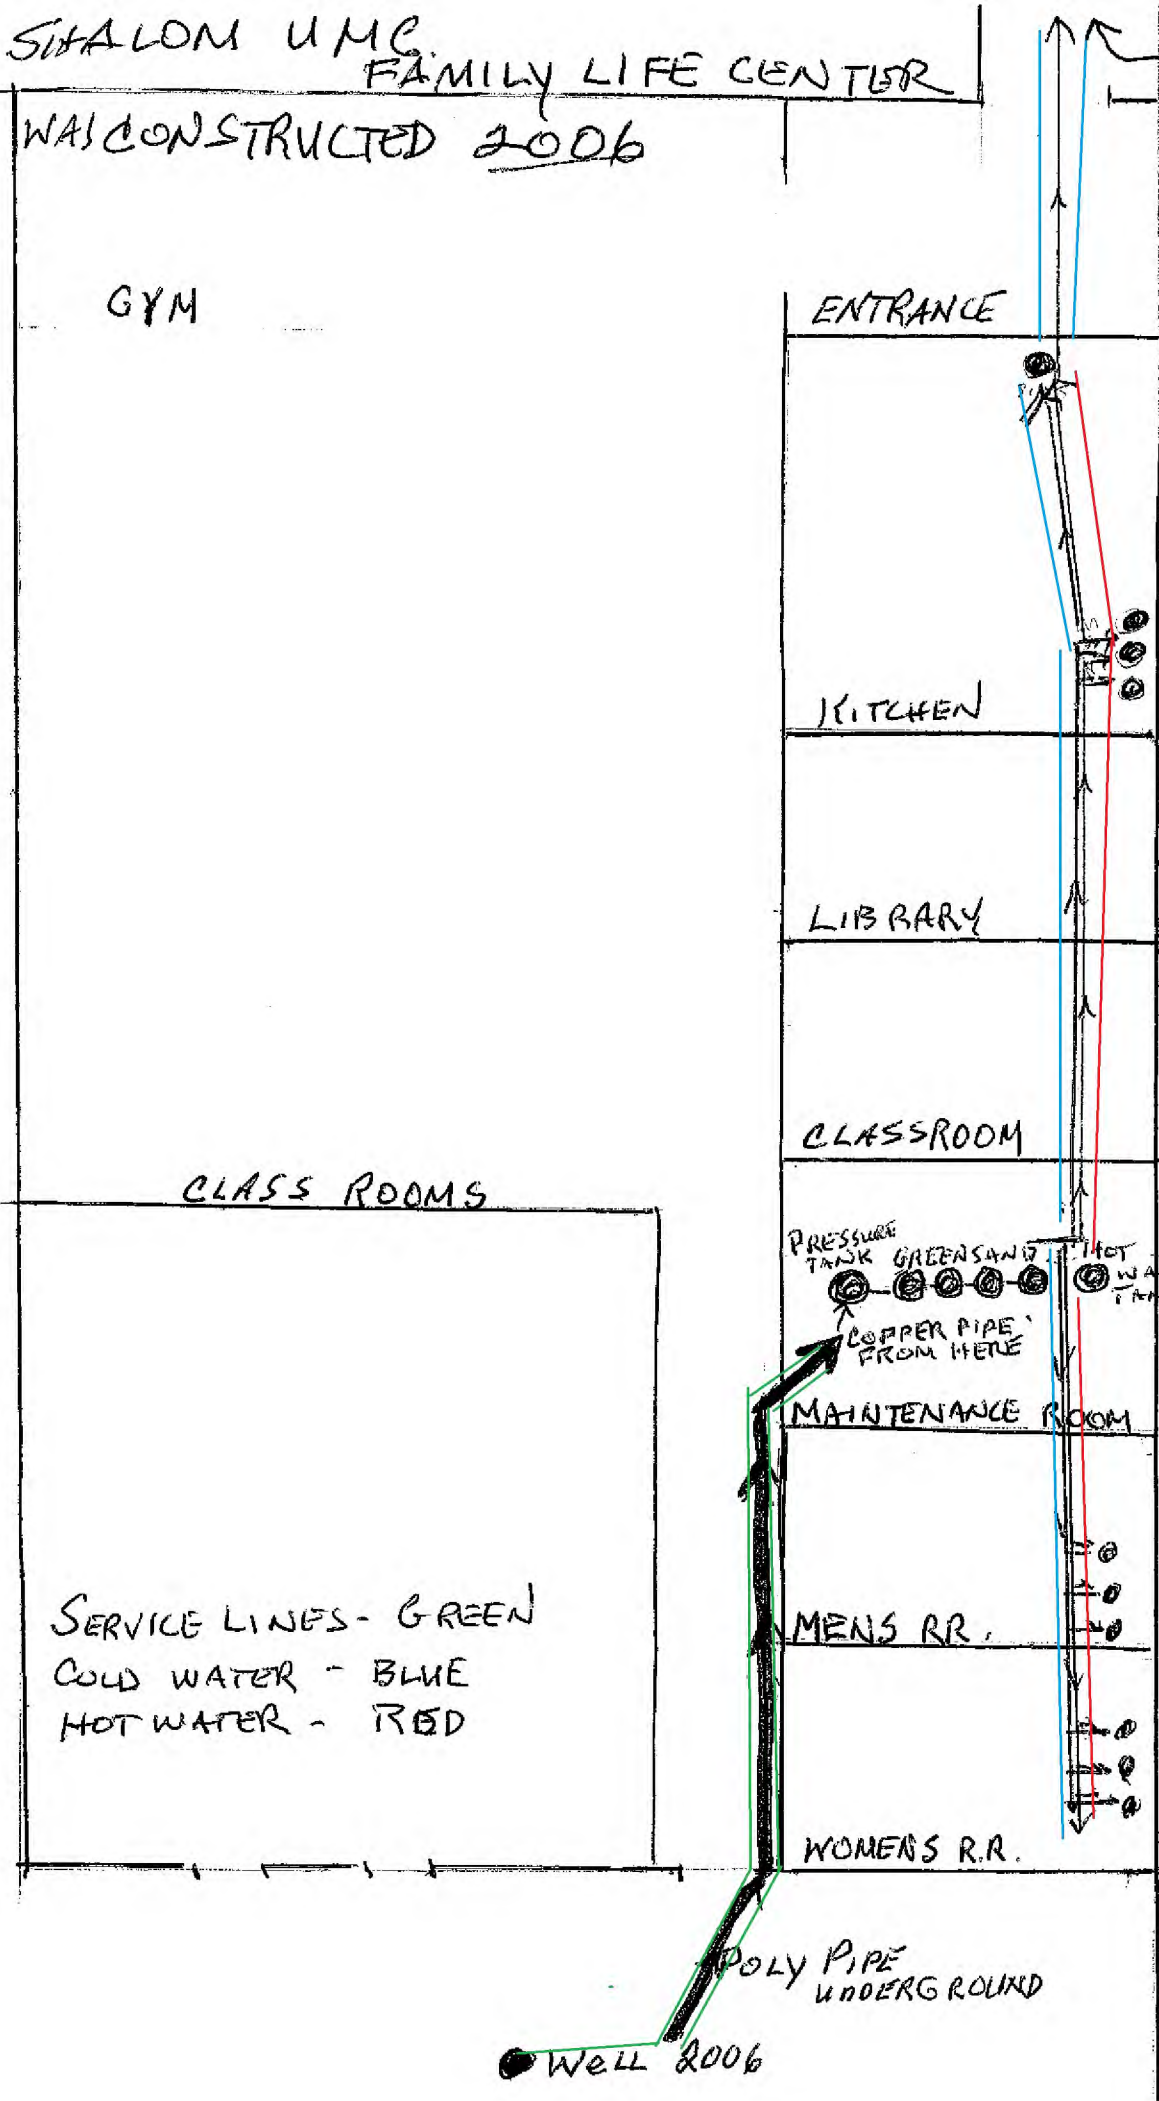 SHALOM UMC.
FAMILY LIFE CENTER
WAS CONSTRUCTED 2006
GYM
ENTRANCE
KITCHEN
LIBRARY
CLASSROOM
CLASS ROOMS
PRESSURE
TANK GREENSAND HOT
COPPER PIPE
FROM HERE
MAINTENANCE ROOM
SERVICE LINES - GREEN
COLD WATER - BLUE
HOT WATER - RED
MENS RR.
WOMENS R.R.
POLY PIPE
UNDERGROUND
WELL 2006